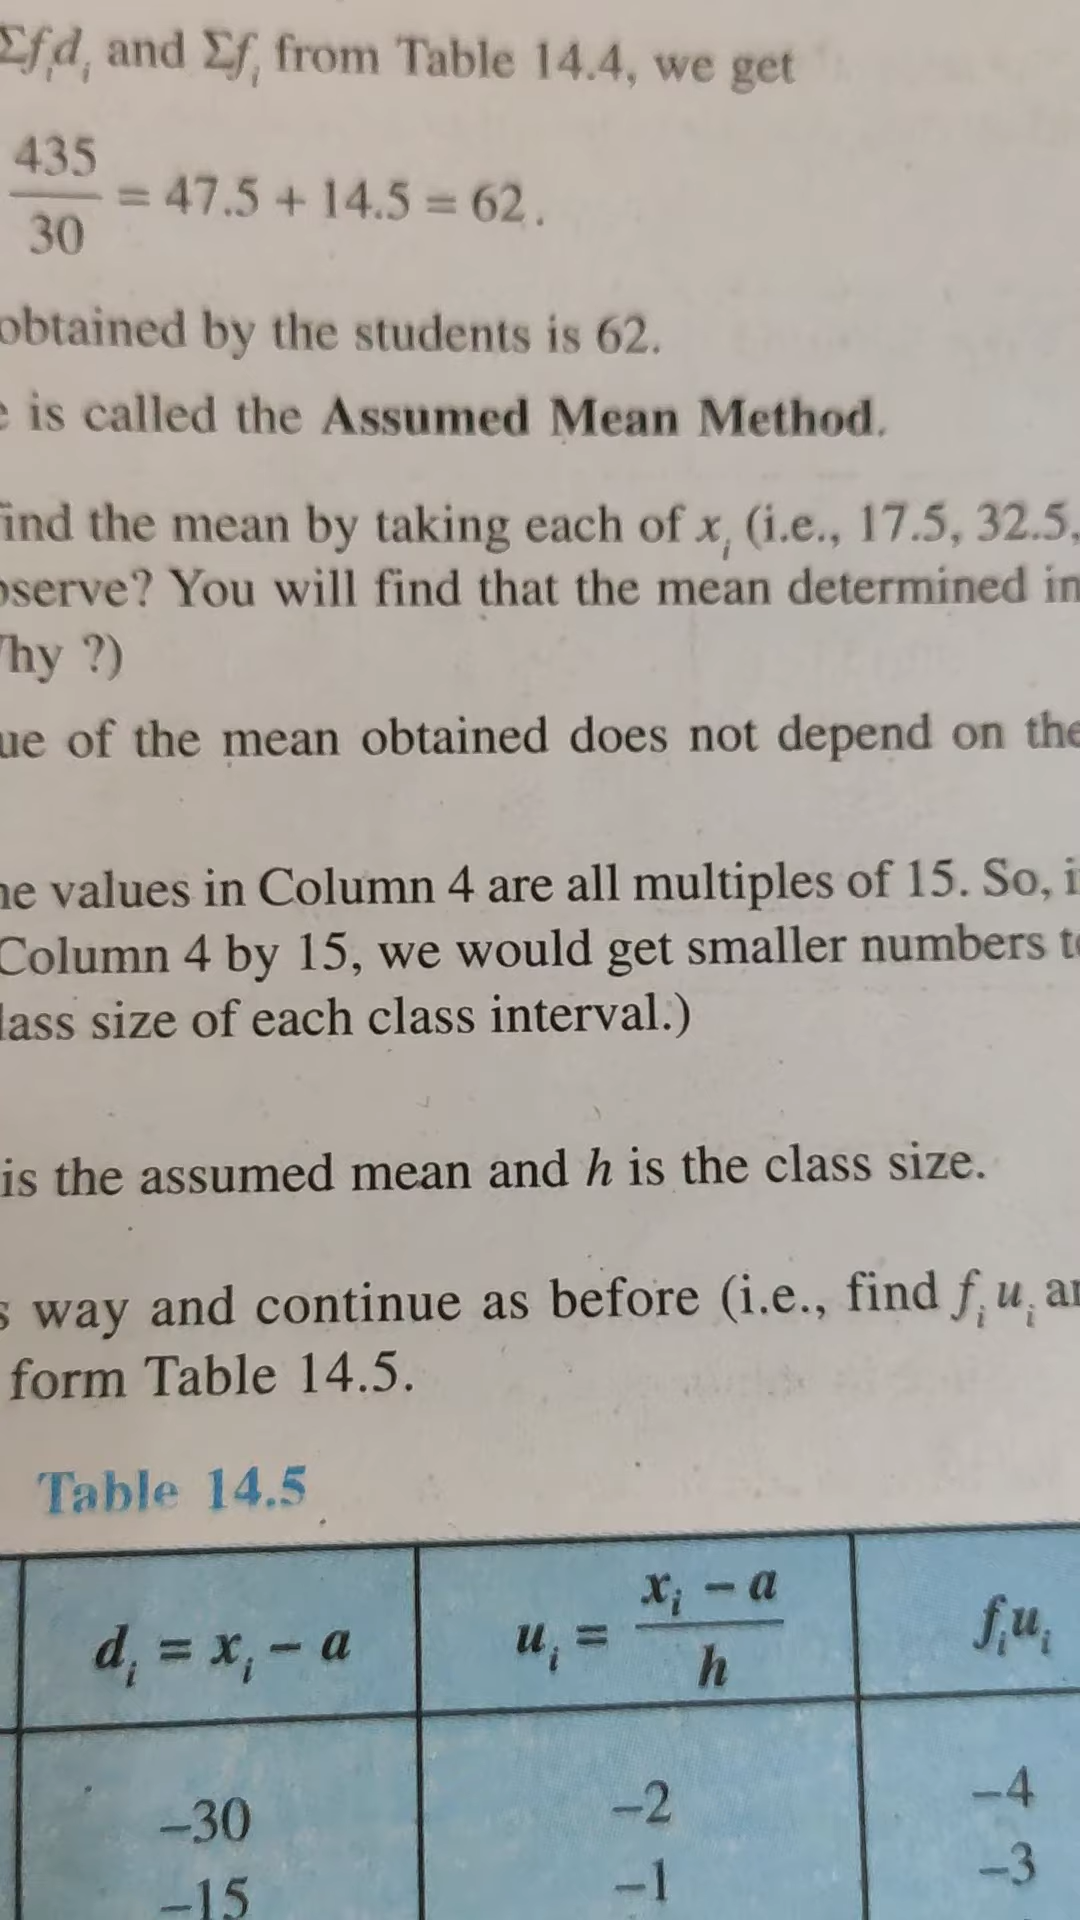 Σfᵢdᵢ and Σfᵢ from Table 14.4, we get
435/30 = 47.5 + 14.5 = 62.
obtained by the students is 62.
is called the Assumed Mean Method.
find the mean by taking each of xᵢ (i.e., 17.5, 32.5,
serve? You will find that the mean determined in
hy ?)
ue of the mean obtained does not depend on the
he values in Column 4 are all multiples of 15. So, i
Column 4 by 15, we would get smaller numbers to
lass size of each class interval.)
is the assumed mean and h is the class size.
s way and continue as before (i.e., find fᵢuᵢ an
form Table 14.5.
Table 14.5
dᵢ = xᵢ – a uᵢ = (xᵢ – a)/h fᵢuᵢ
–30 –2 –4
–15 –1 –3